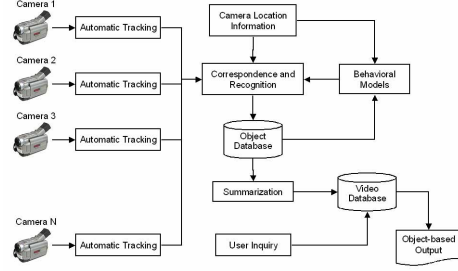 Camera 1
Automatic Tracking
Camera 2
Automatic Tracking
Camera 3
Automatic Tracking
Camera N
Automatic Tracking
Camera Location
Information
Correspondence and
Recognition
Behavioral
Models
Object
Database
Summarization
Video
Database
User Inquiry
Object-based
Output